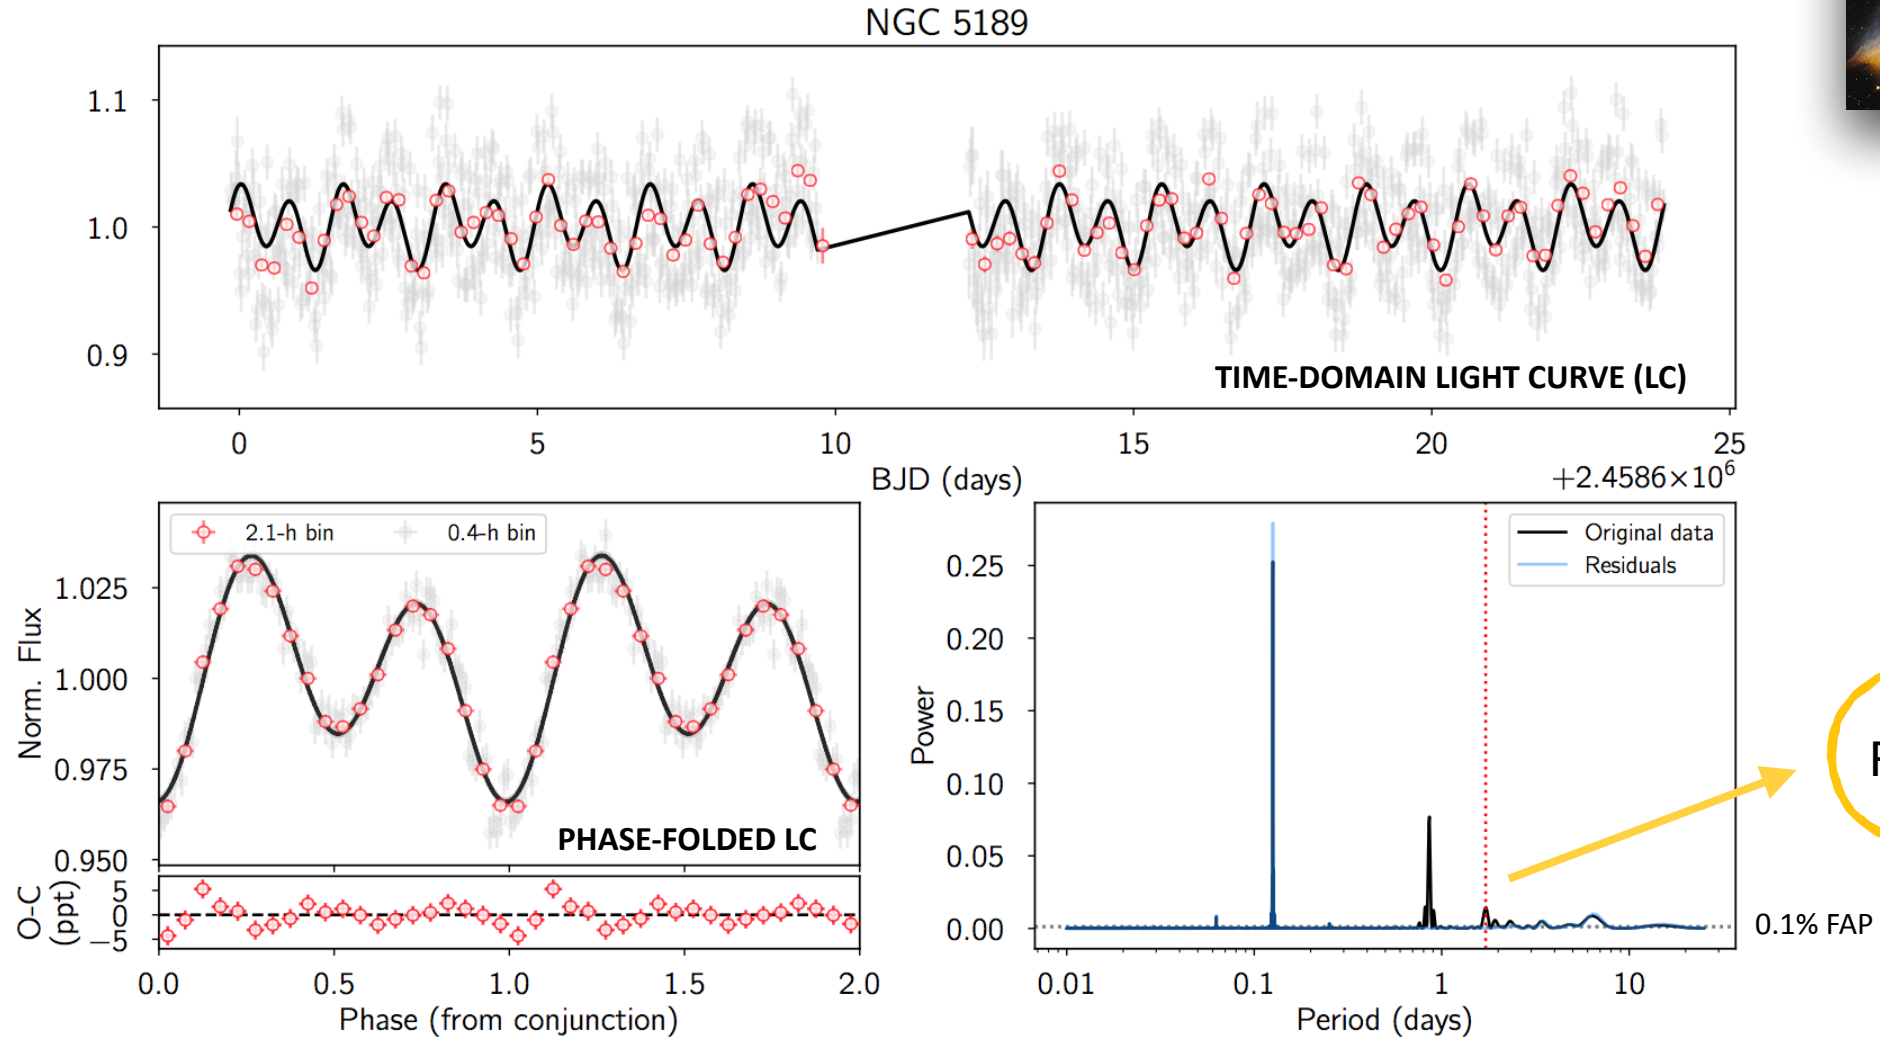 NGC 5189
1.1
1.0
0.9
TIME-DOMAIN LIGHT CURVE (LC)
0 5 10 15 20 25
BJD (days)
+2.4586×10⁶
2.1-h bin 0.4-h bin
Norm. Flux
1.025
1.000
0.975
0.950
PHASE-FOLDED LC
O-C
(ppt)
5
0
−5
0.0 0.5 1.0 1.5 2.0
Phase (from conjunction)
Original data
Residuals
Power
0.25
0.20
0.15
0.10
0.05
0.00
0.1% FAP
0.01 0.1 1 10
Period (days)